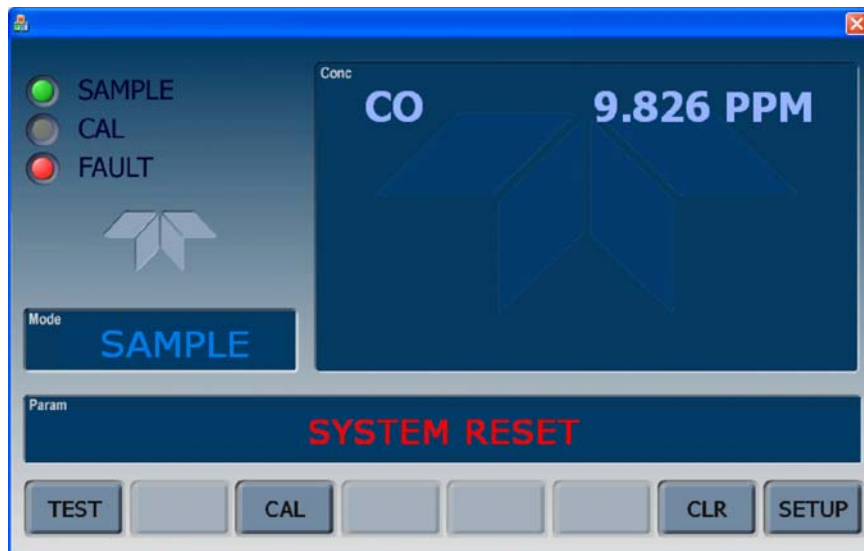 SAMPLE
CAL
FAULT
Conc
CO 9.826 PPM
Mode
SAMPLE
Param
SYSTEM RESET
TEST CAL CLR SETUP